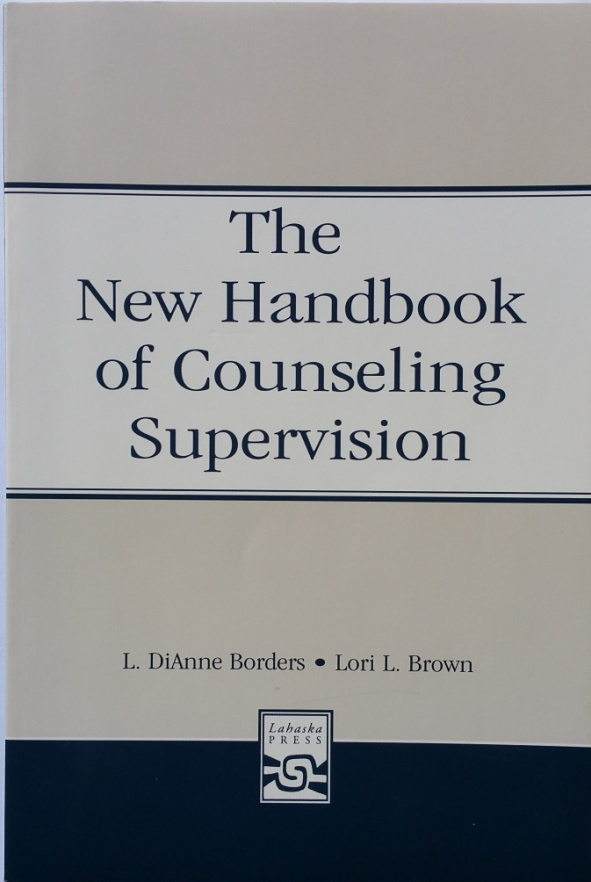 The
New Handbook
of Counseling
Supervision
L. DiAnne Borders • Lori L. Brown
Lahaska
PRESS